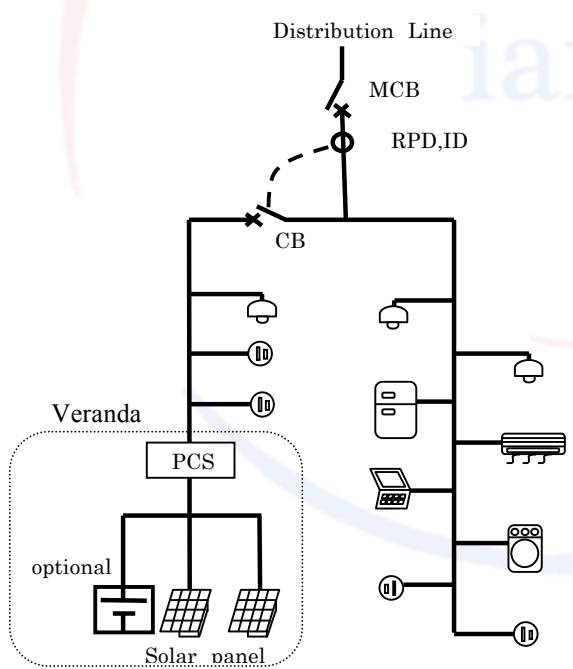 Distribution Line
MCB
RPD,ID
CB
Veranda
PCS
optional
Solar panel